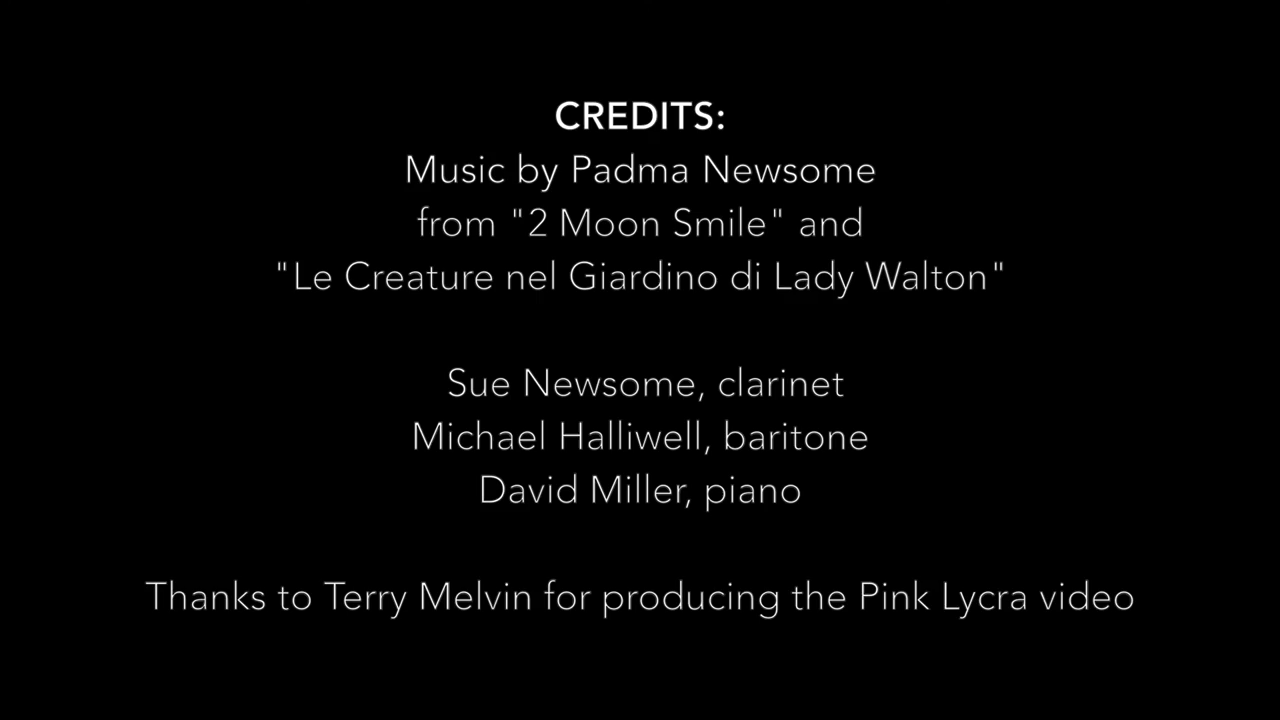 CREDITS:
Music by Padma Newsome
from "2 Moon Smile" and
"Le Creature nel Giardino di Lady Walton"
Sue Newsome, clarinet
Michael Halliwell, baritone
David Miller, piano
Thanks to Terry Melvin for producing the Pink Lycra video